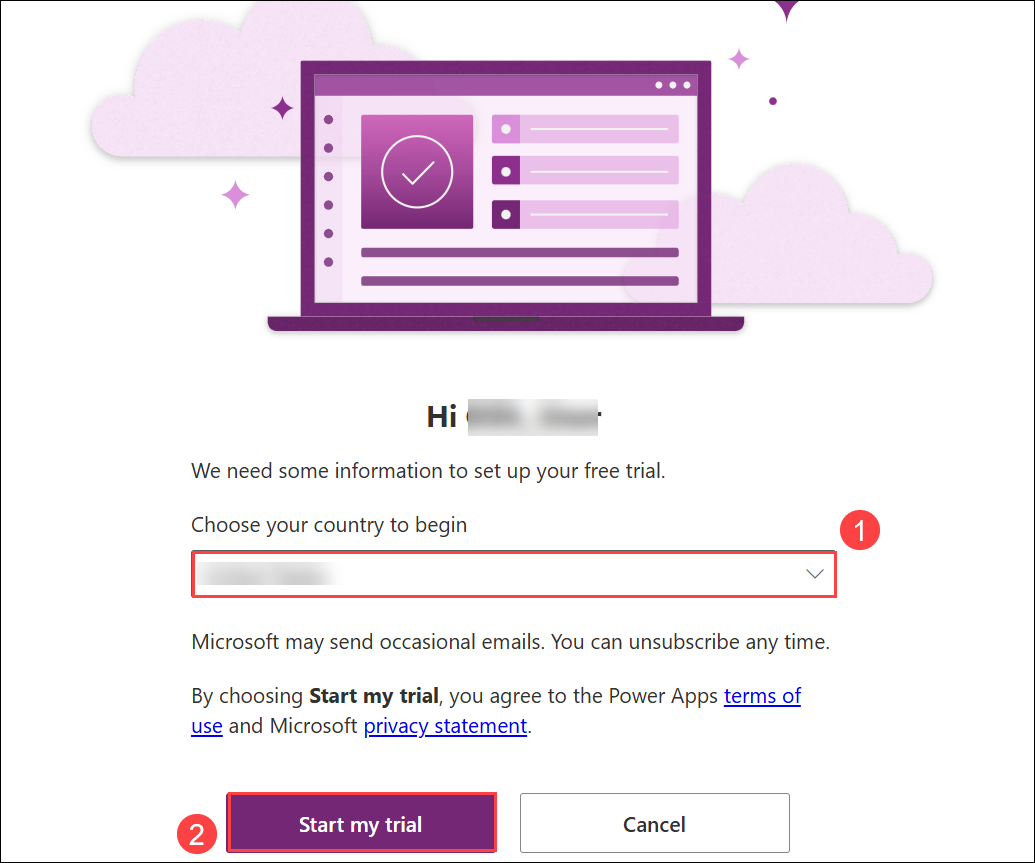 Hi
We need some information to set up your free trial.
Choose your country to begin
1
Microsoft may send occasional emails. You can unsubscribe any time.
By choosing Start my trial, you agree to the Power Apps terms of
use and Microsoft privacy statement.
2
Start my trial
Cancel